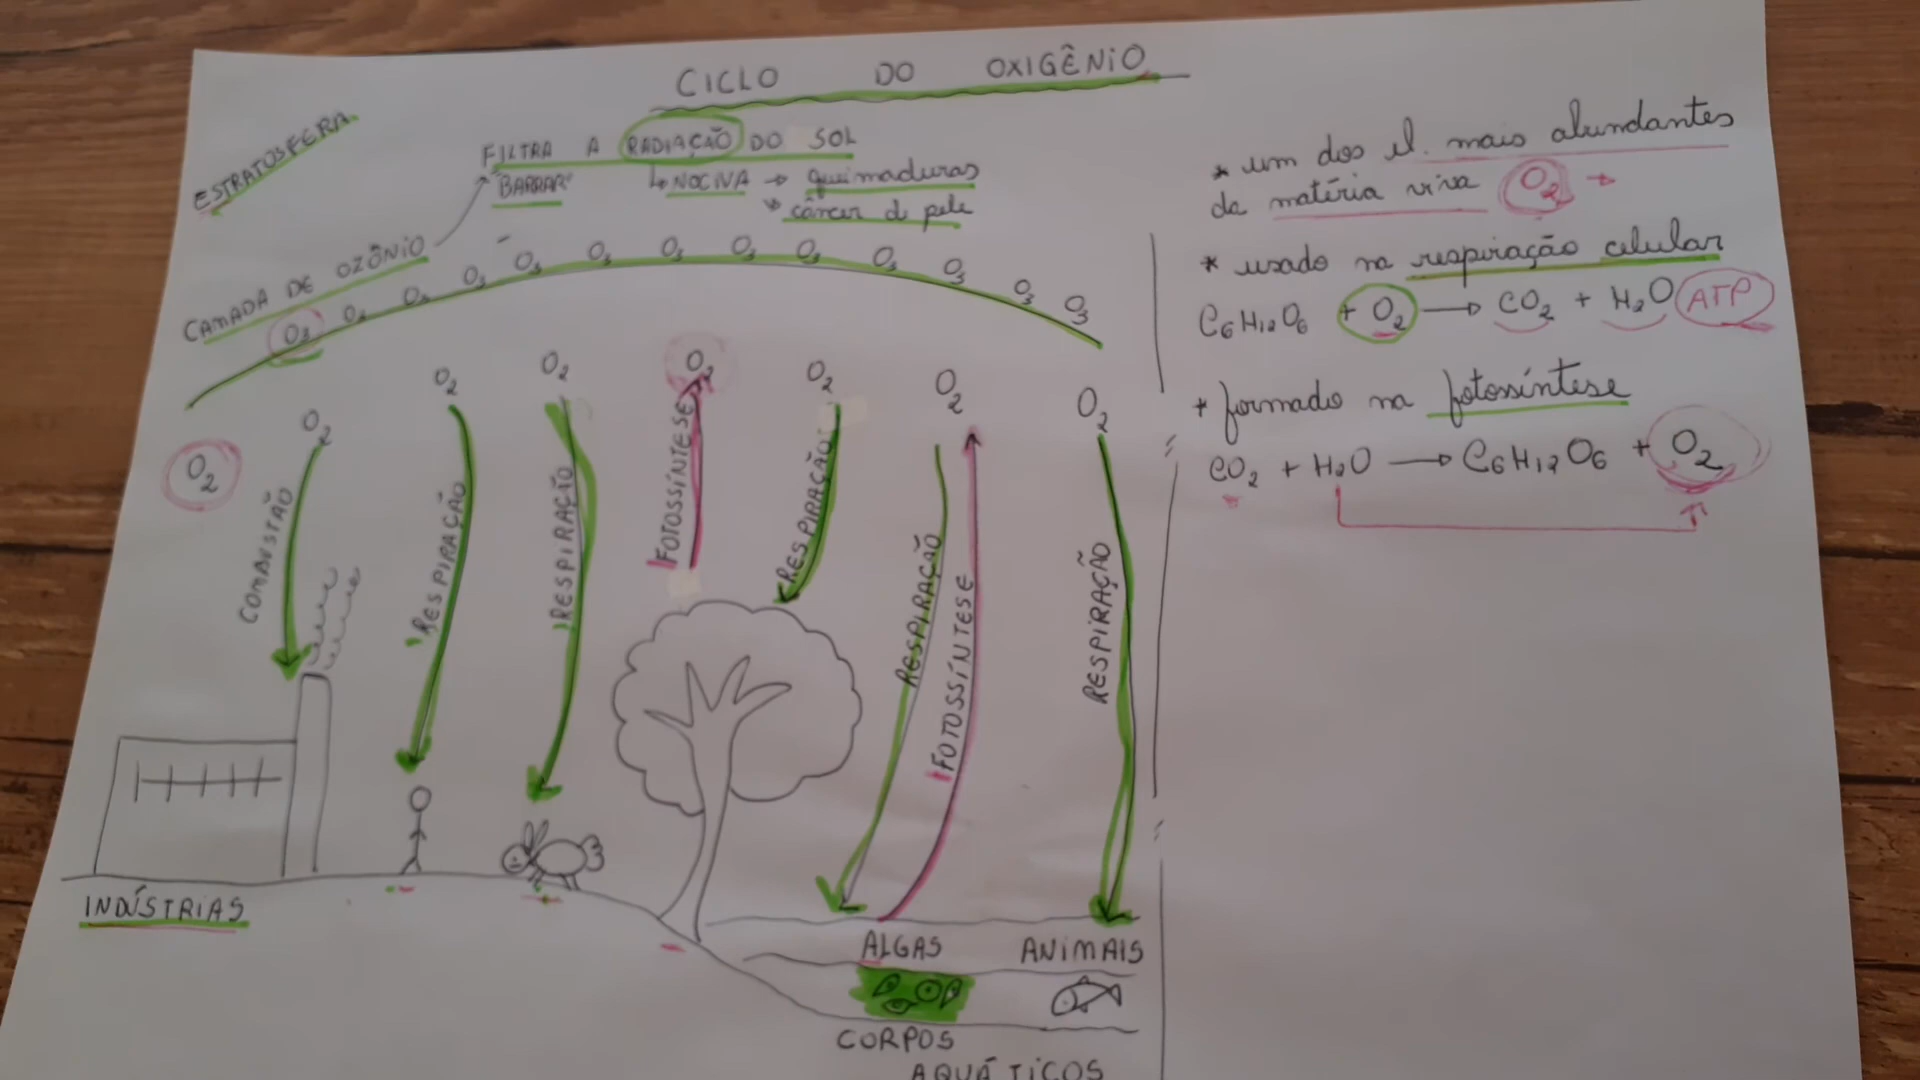 CICLO DO OXIGÊNIO
ESTRATOSFERA
FILTRA A RADIAÇÃO DO SOL
"BARRAR" ↳ NOCIVA → queimaduras
↘ câncer de pele
CAMADA DE OZÔNIO
O3 O3 O3 O3 O3 O3 O3 O3 O3 O3 O3 O3 O3
O2
O2 O2 O2 O2 O2 O2 O2
COMBUSTÃO
RESPIRAÇÃO
RESPIRAÇÃO
FOTOSSÍNTESE
RESPIRAÇÃO
RESPIRAÇÃO
FOTOSSÍNTESE
RESPIRAÇÃO
INDÚSTRIAS
ALGAS ANIMAIS
CORPOS
AQUÁTICOS
* um dos el. mais abundantes
da matéria viva O2 →
* usado na respiração celular
C6H12O6 + O2 → CO2 + H2O ATP
* formado na fotossíntese
CO2 + H2O → C6H12O6 + O2